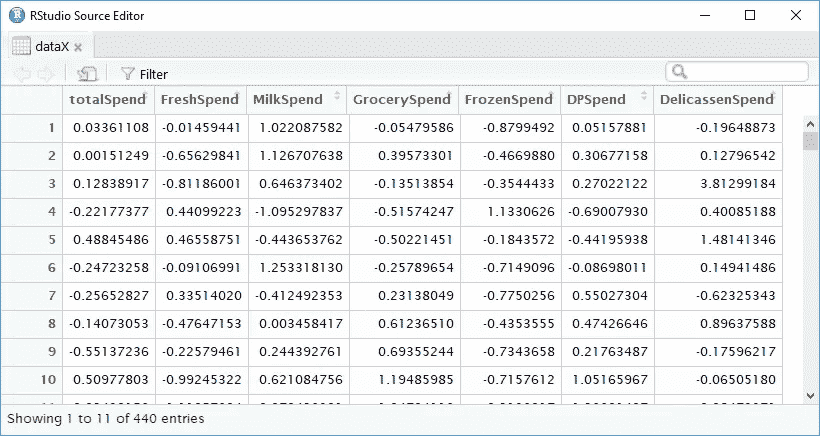 RStudio Source Editor
dataX
Filter
totalSpend FreshSpend MilkSpend GrocerySpend FrozenSpend DPSpend DelicassenSpend
1 0.03361108 -0.01459441 1.022087582 -0.05479586 -0.8799492 0.05157881 -0.19648873
2 0.00151249 -0.65629841 1.126707638 0.39573301 -0.4669880 0.30677158 0.12796542
3 0.12838917 -0.81186001 0.646373402 -0.13513854 -0.3544433 0.27022122 3.81299184
4 -0.22177377 0.44099223 -1.095297837 -0.51574247 1.1330626 -0.69007930 0.40085188
5 0.48845486 0.46558751 -0.443653762 -0.50221451 -0.1843572 -0.44195938 1.48141346
6 -0.24723258 -0.09106991 1.253318130 -0.25789654 -0.7149096 -0.08698011 0.14941486
7 -0.25652827 0.33514020 -0.412492353 0.23138049 -0.7750256 0.55027304 -0.62325343
8 -0.14073053 -0.47647153 0.003458417 0.61236510 -0.4353555 0.47426646 0.89637588
9 -0.55137236 -0.22579461 0.244392761 0.69355244 -0.7343658 0.21763487 -0.17596217
10 0.50977803 -0.99245322 0.621084756 1.19485985 -0.7157612 1.05165967 -0.06505180
Showing 1 to 11 of 440 entries